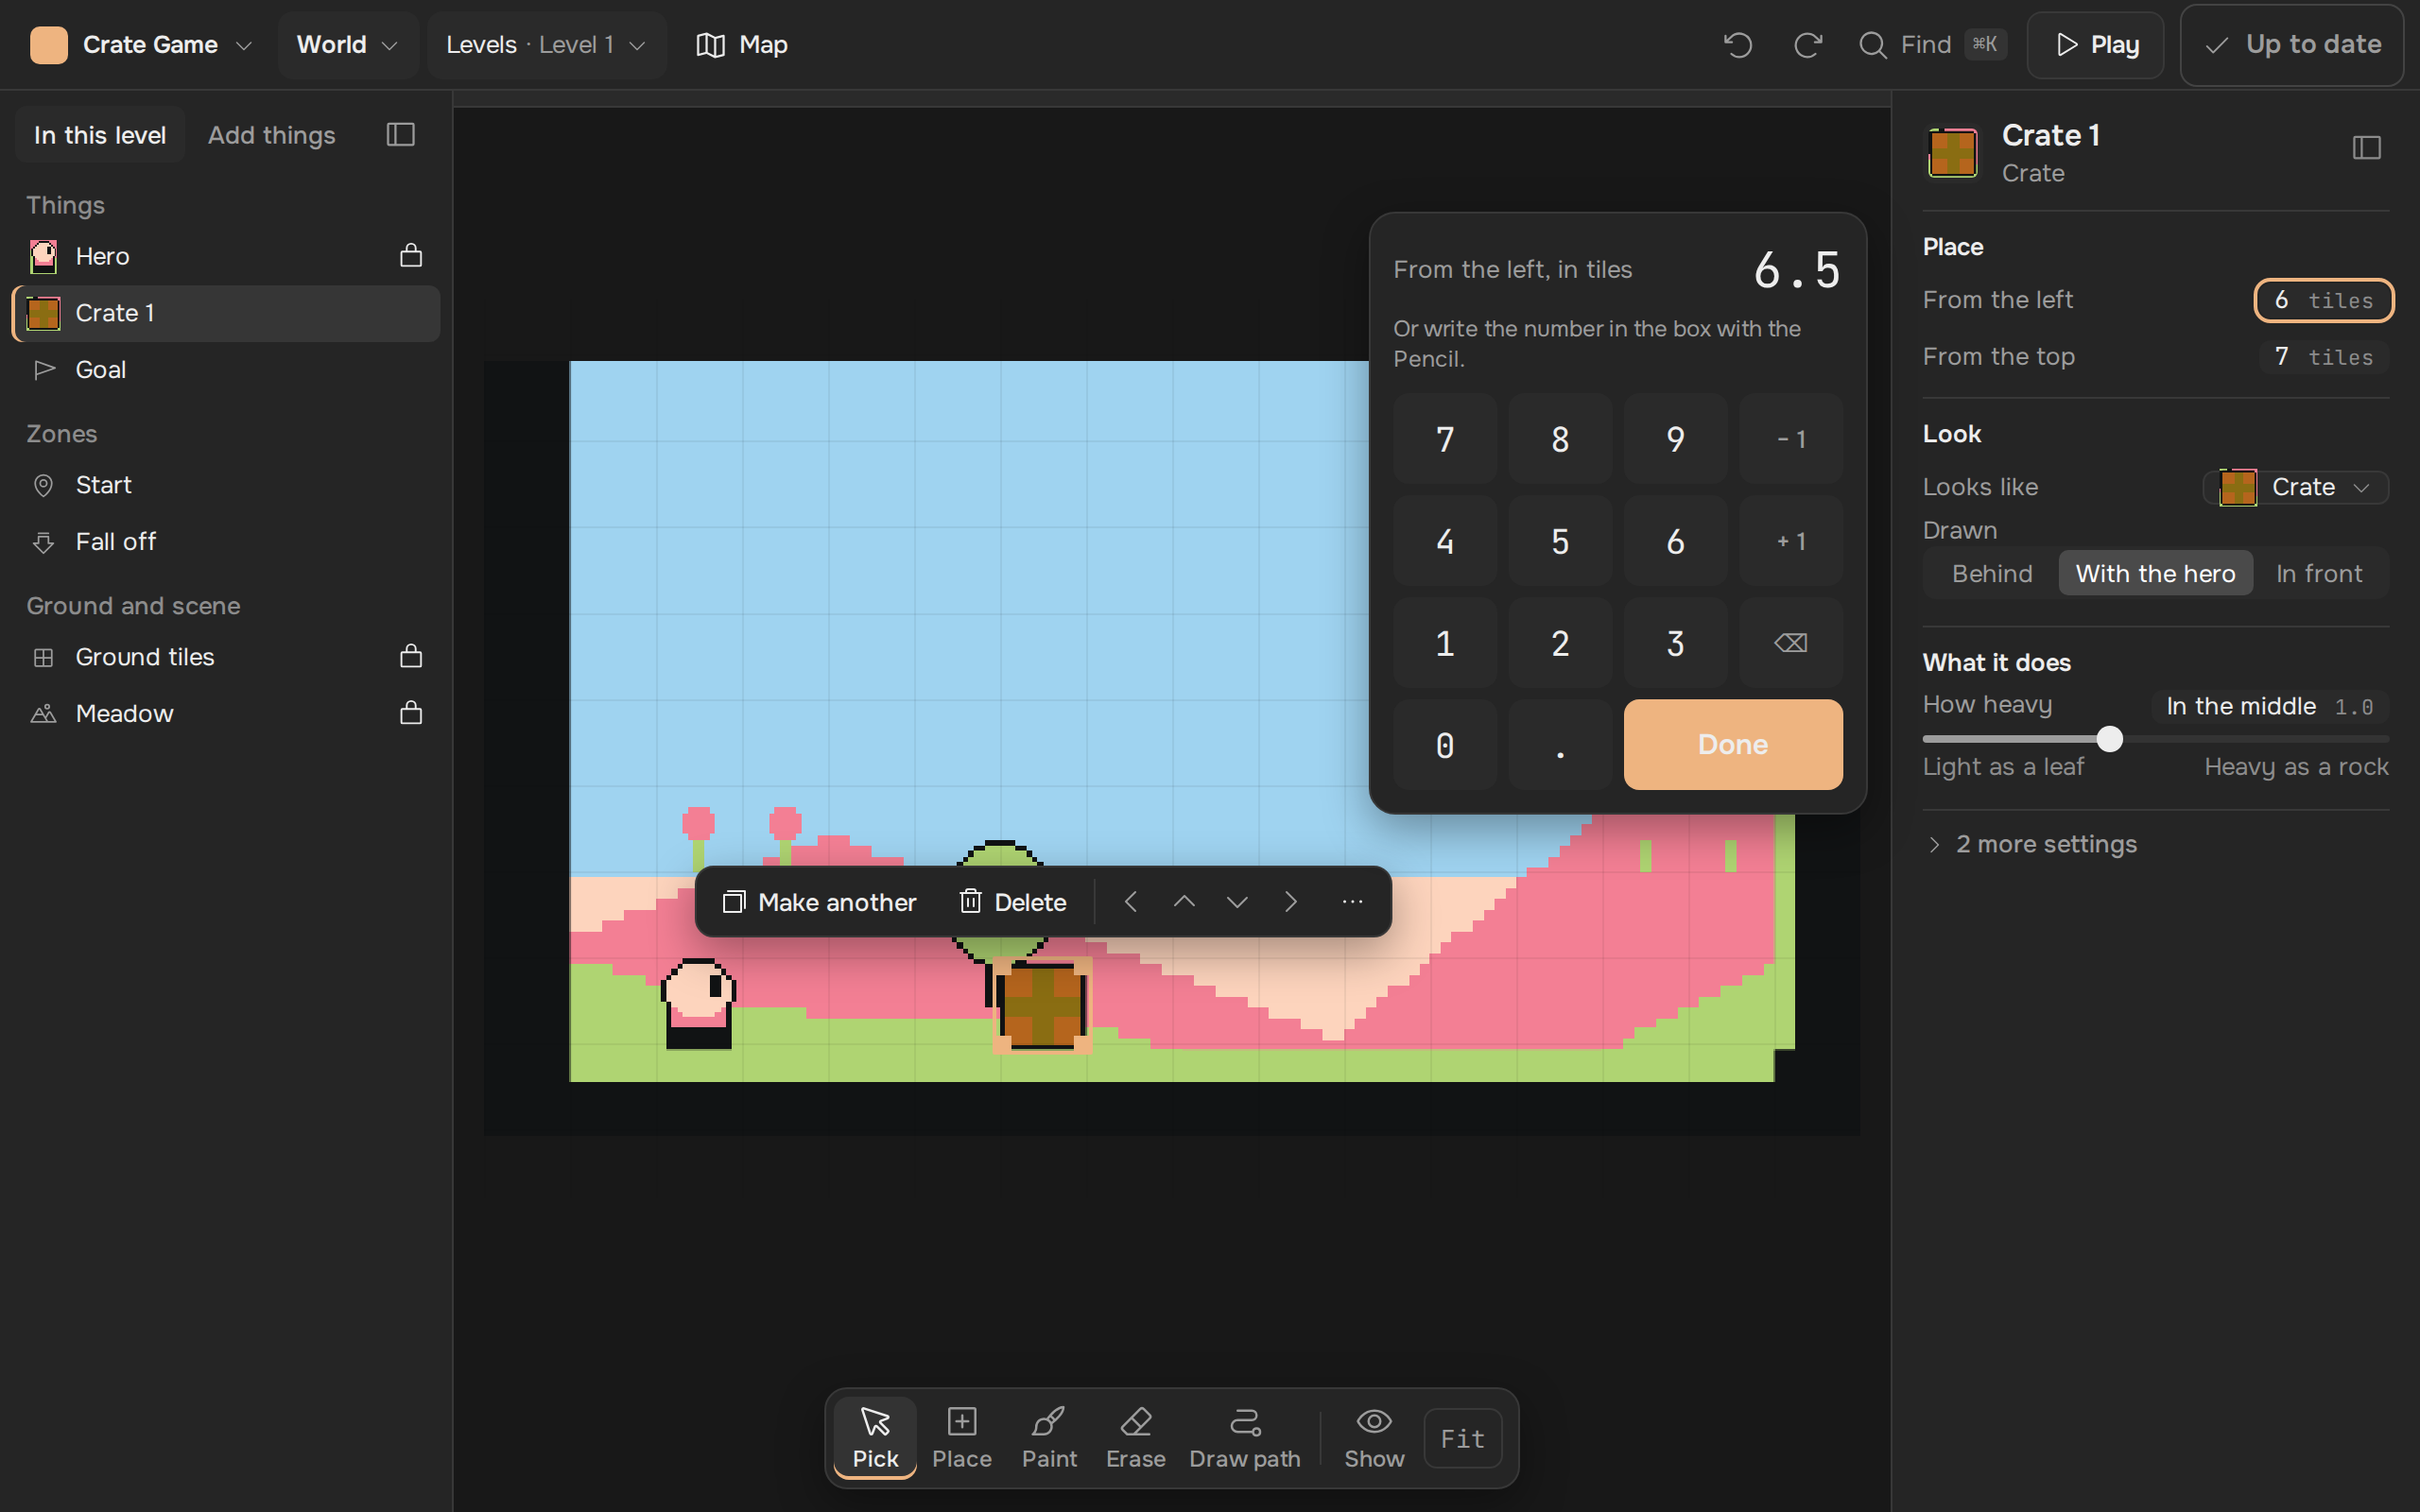 Crate Game
World
Levels · Level 1
Map
Find ⌘K
Play
Up to date
In this level
Add things
Things
Hero
Crate 1
Goal
Zones
Start
Fall off
Ground and scene
Ground tiles
Meadow
From the left, in tiles 6.5
Or write the number in the box with the
Pencil.
7 8 9 − 1
4 5 6 + 1
1 2 3 ⌫
0 . Done
Make another
Delete
···
Pick
Place
Paint
Erase
Draw path
Show
Fit
Crate 1
Crate
Place
From the left 6 tiles
From the top 7 tiles
Look
Looks like Crate
Drawn
Behind With the hero In front
What it does
How heavy In the middle 1.0
Light as a leaf Heavy as a rock
2 more settings